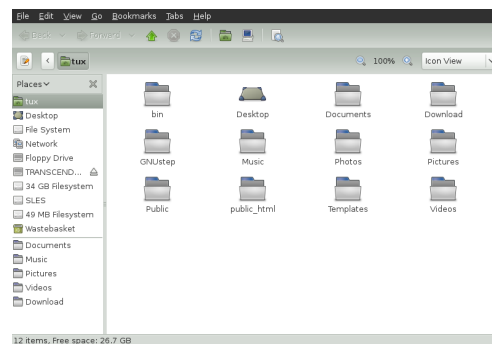 File Edit View Go Bookmarks Tabs Help
Back Forward
tux 100% Icon View
Places
tux
Desktop
File System
Network
Floppy Drive
TRANSCEND...
34 GB Filesystem
SLES
49 MB Filesystem
Wastebasket
Documents
Music
Pictures
Videos
Download
bin Desktop Documents Download
GNUstep Music Photos Pictures
Public public_html Templates Videos
12 items, Free space: 26.7 GB